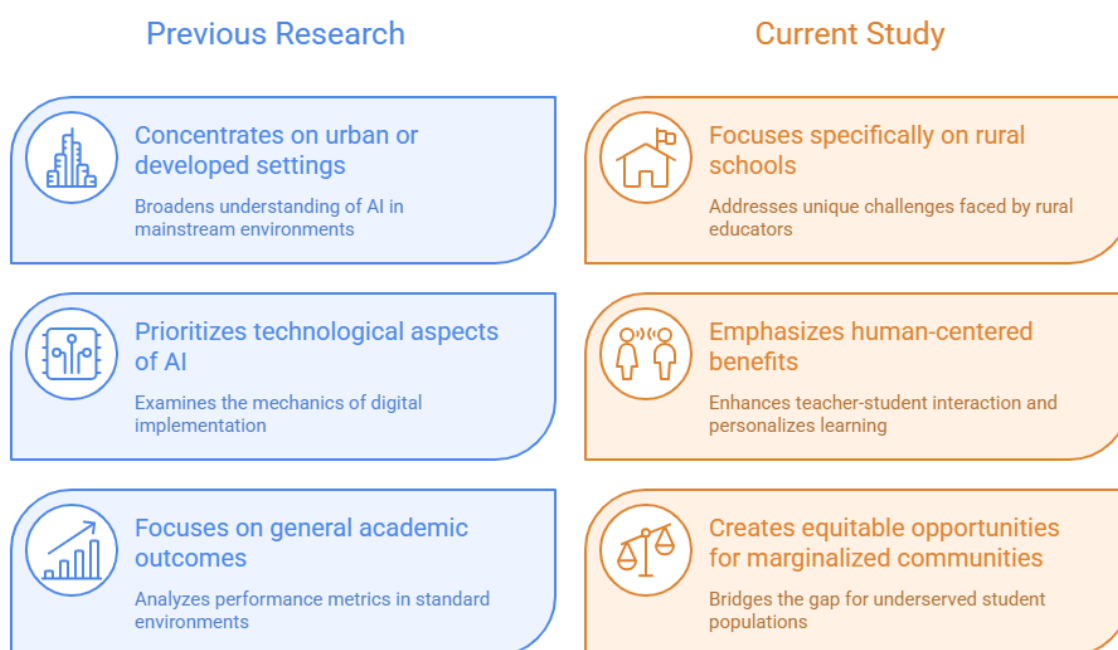 Previous Research
Current Study
Concentrates on urban or
developed settings
Broadens understanding of AI in
mainstream environments
Focuses specifically on rural
schools
Addresses unique challenges faced by rural
educators
Prioritizes technological aspects
of AI
Examines the mechanics of digital
implementation
Emphasizes human-centered
benefits
Enhances teacher-student interaction and
personalizes learning
Focuses on general academic
outcomes
Analyzes performance metrics in standard
environments
Creates equitable opportunities
for marginalized communities
Bridges the gap for underserved student
populations